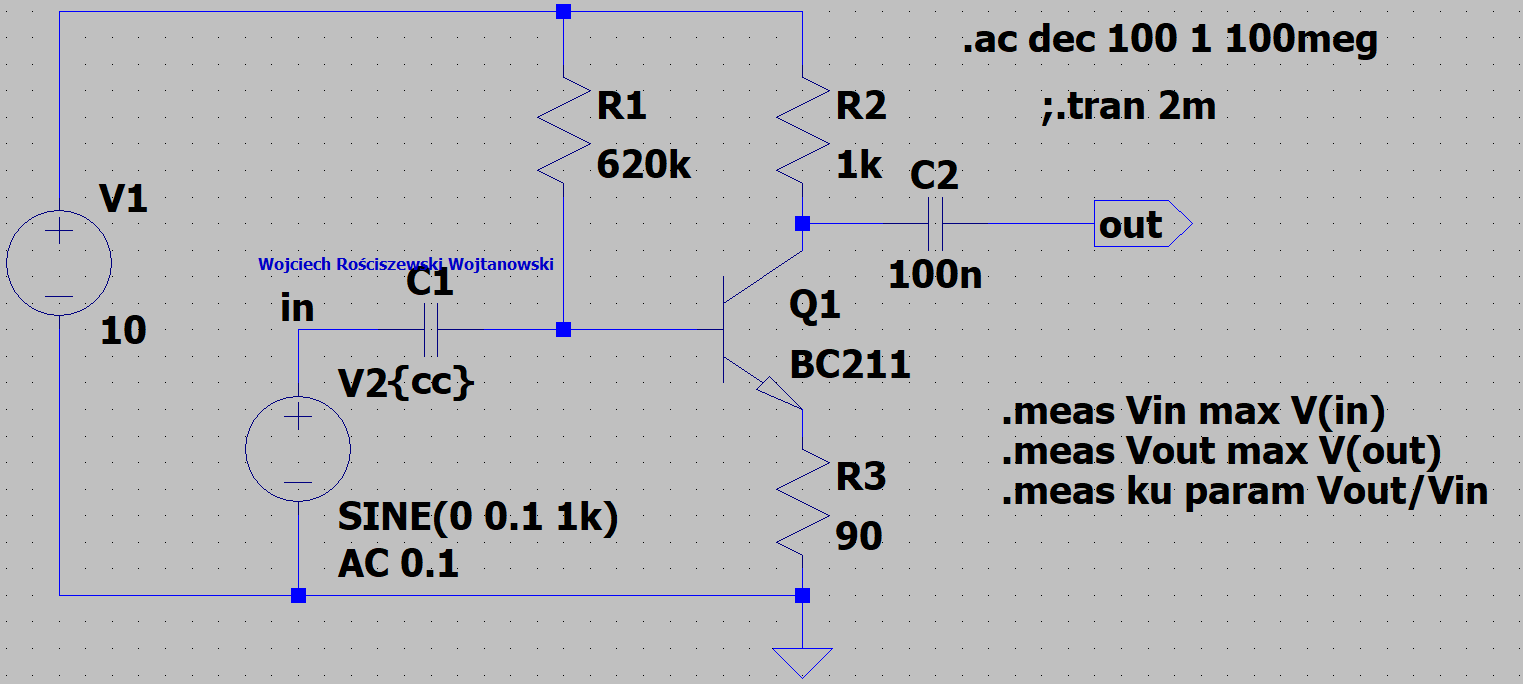 .ac dec 100 1 100meg
R1
R2
;.tran 2m
620k
1k
C2
V1
out
Wojciech Rościszewski Wojtanowski
C1
100n
in
Q1
10
V2
{cc}
BC211
.meas Vin max V(in)
.meas Vout max V(out)
.meas ku param Vout/Vin
R3
SINE(0 0.1 1k)
90
AC 0.1